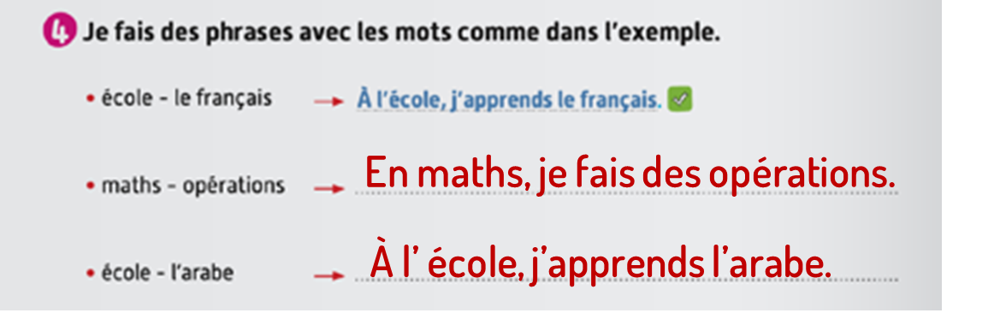 4 Je fais des phrases avec les mots comme dans l'exemple.
• école - le français → À l'école, j'apprends le français. ✅
• maths - opérations → En maths, je fais des opérations.
• école - l'arabe → À l' école, j'apprends l'arabe.